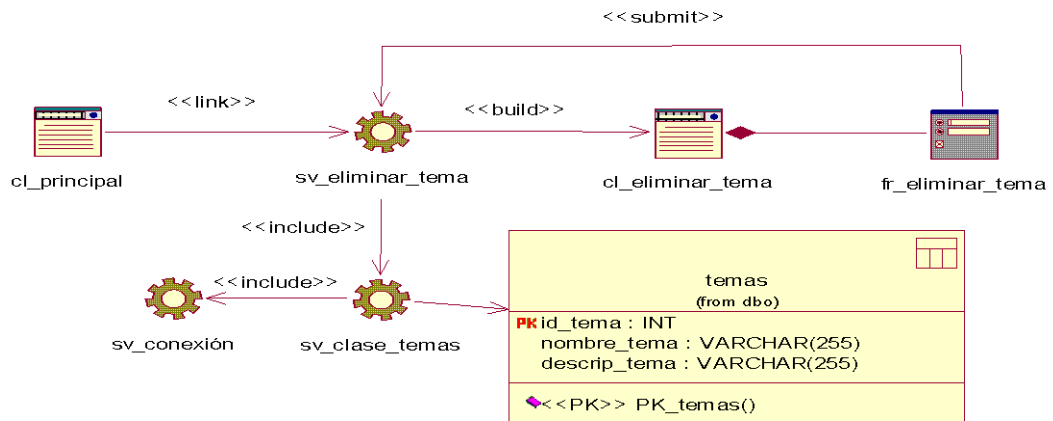 <<submit>>
<<link>>
<<build>>
cl_principal
sv_eliminar_tema
cl_eliminar_tema
fr_eliminar_tema
<<include>>
<<include>>
sv_conexión
sv_clase_temas
temas
(from dbo)
PK id_tema : INT
nombre_tema : VARCHAR(255)
descrip_tema : VARCHAR(255)
<<PK>> PK_temas()